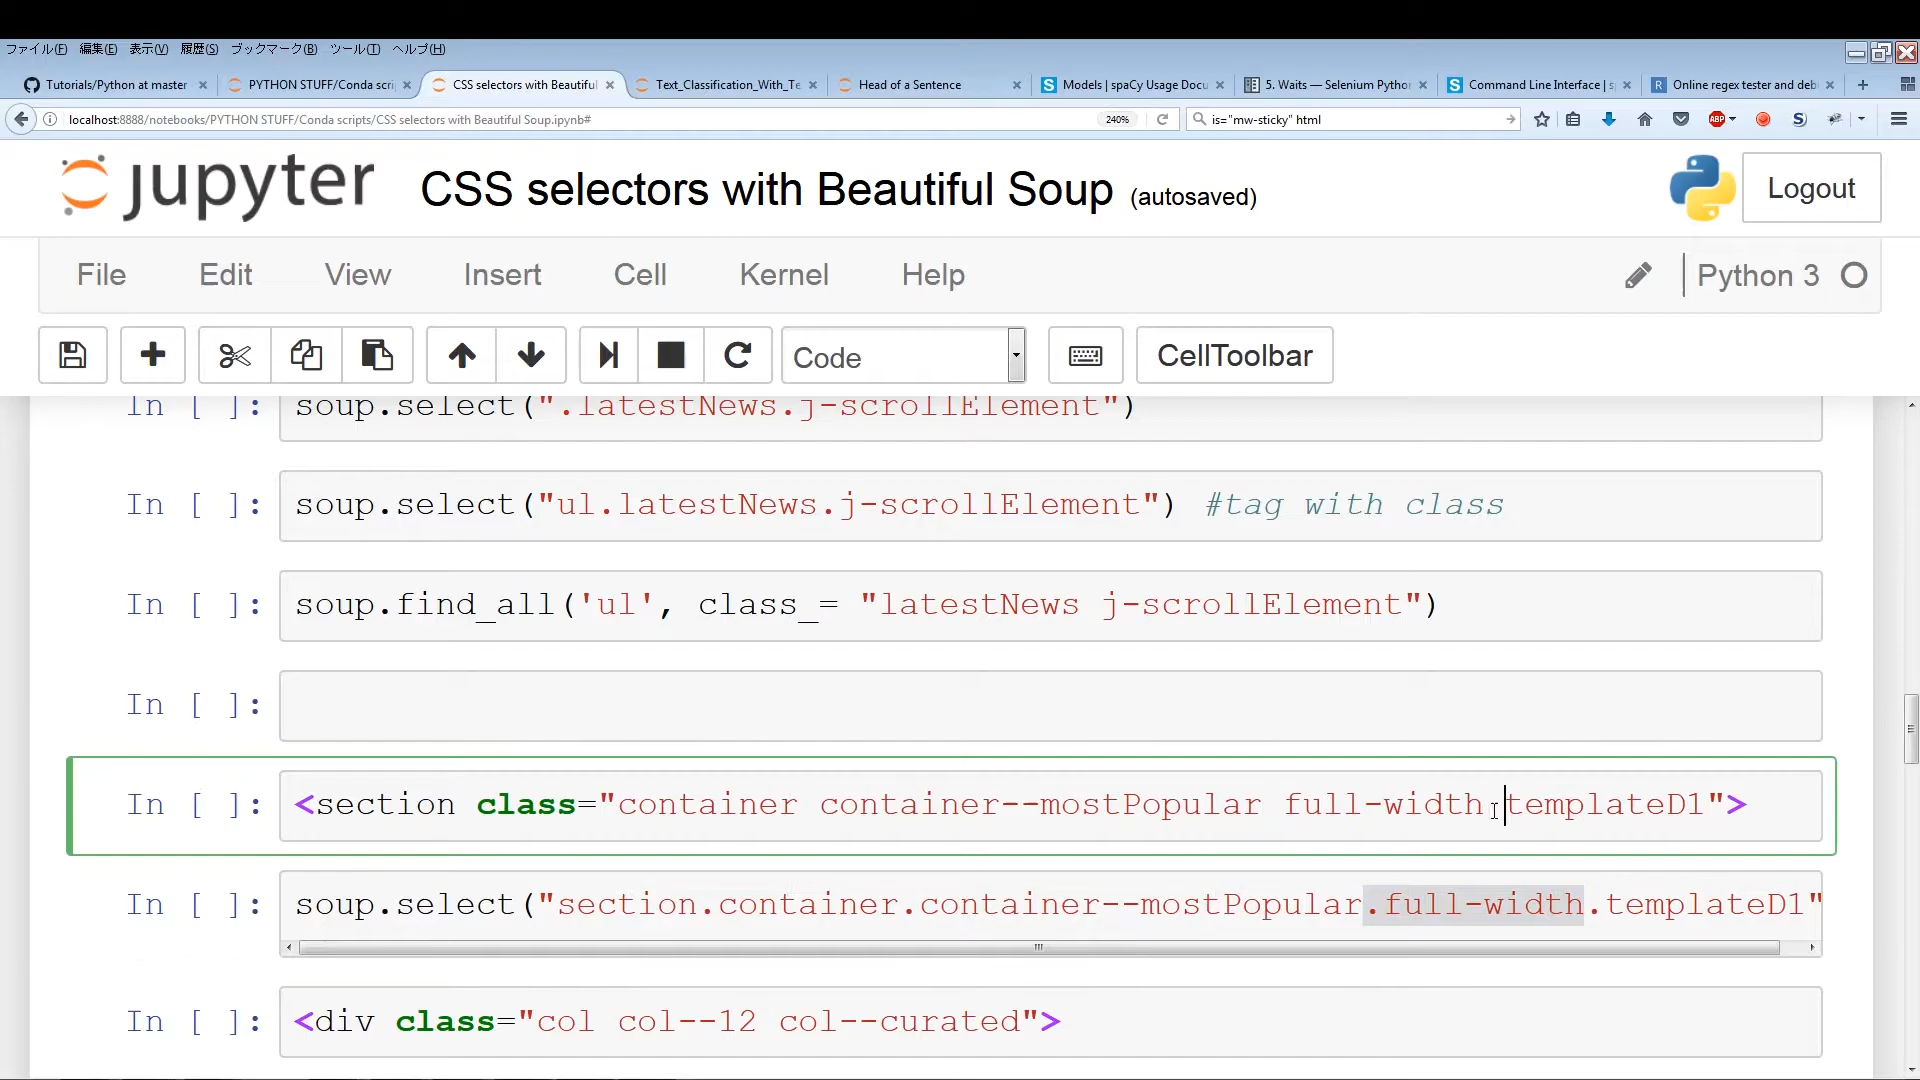 ファイル(F) 編集(E) 表示(V) 履歴(S) ブックマーク(B) ツール(T) ヘルプ(H)
Tutorials/Python at master PYTHON STUFF/Conda scri CSS selectors with Beautiful Text_Classification_With_Te Head of a Sentence Models | spaCy Usage Docu 5. Waits — Selenium Python Command Line Interface | s Online regex tester and deb
localhost:8888/notebooks/PYTHON STUFF/Conda scripts/CSS selectors with Beautiful Soup.ipynb# 240% is="mw-sticky" html
jupyter CSS selectors with Beautiful Soup (autosaved) Logout
File Edit View Insert Cell Kernel Help Python 3
Code CellToolbar
In [ ]: soup.select(".latestNews.j-scrollElement")
In [ ]: soup.select("ul.latestNews.j-scrollElement") #tag with class
In [ ]: soup.find_all('ul', class_= "latestNews j-scrollElement")
In [ ]:
In [ ]: <section class="container container--mostPopular full-width templateD1">
In [ ]: soup.select("section.container.container--mostPopular.full-width.templateD1"
In [ ]: <div class="col col--12 col--curated">